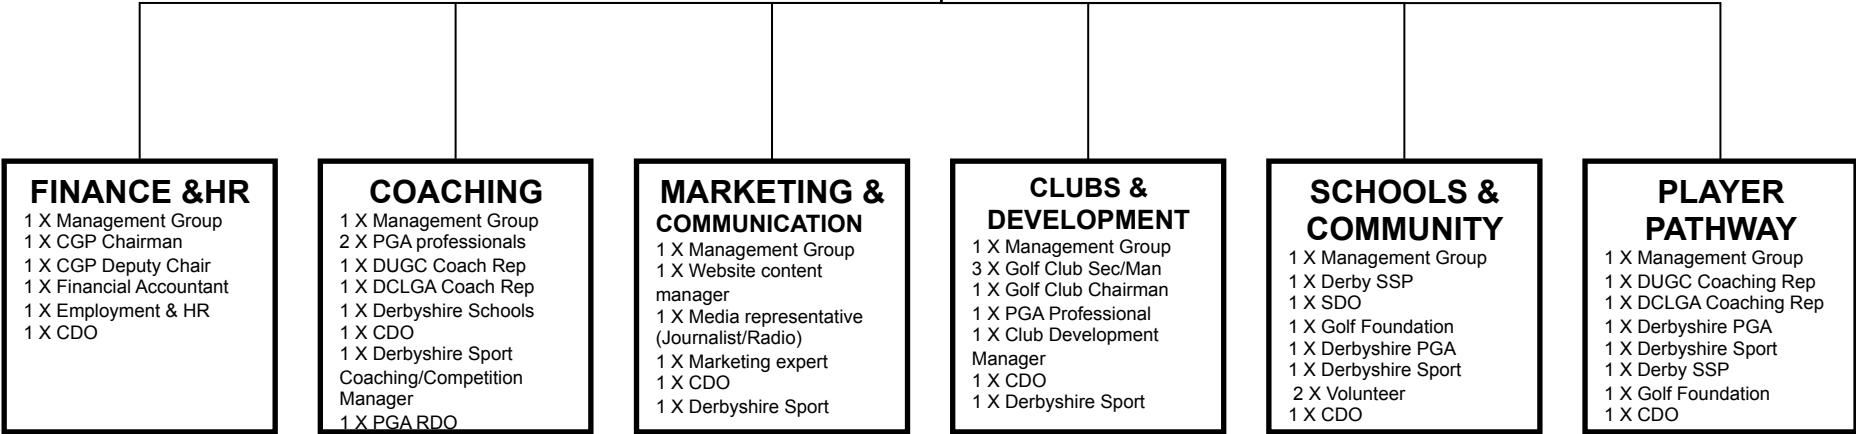 FINANCE &HR
1 X Management Group
1 X CGP Chairman
1 X CGP Deputy Chair
1 X Financial Accountant
1 X Employment & HR
1 X CDO
COACHING
1 X Management Group
2 X PGA professionals
1 X DUGC Coach Rep
1 X DCLGA Coach Rep
1 X Derbyshire Schools
1 X CDO
1 X Derbyshire Sport
Coaching/Competition
Manager
1 X PGA RDO
MARKETING &
COMMUNICATION
1 X Management Group
1 X Website content
manager
1 X Media representative
(Journalist/Radio)
1 X Marketing expert
1 X CDO
1 X Derbyshire Sport
CLUBS &
DEVELOPMENT
1 X Management Group
3 X Golf Club Sec/Man
1 X Golf Club Chairman
1 X PGA Professional
1 X Club Development
Manager
1 X CDO
1 X Derbyshire Sport
SCHOOLS &
COMMUNITY
1 X Management Group
1 X Derby SSP
1 X SDO
1 X Golf Foundation
1 X Derbyshire PGA
1 X Derbyshire Sport
2 X Volunteer
1 X CDO
PLAYER
PATHWAY
1 X Management Group
1 X DUGC Coaching Rep
1 X DCLGA Coaching Rep
1 X Derbyshire PGA
1 X Derbyshire Sport
1 X Derby SSP
1 X Golf Foundation
1 X CDO